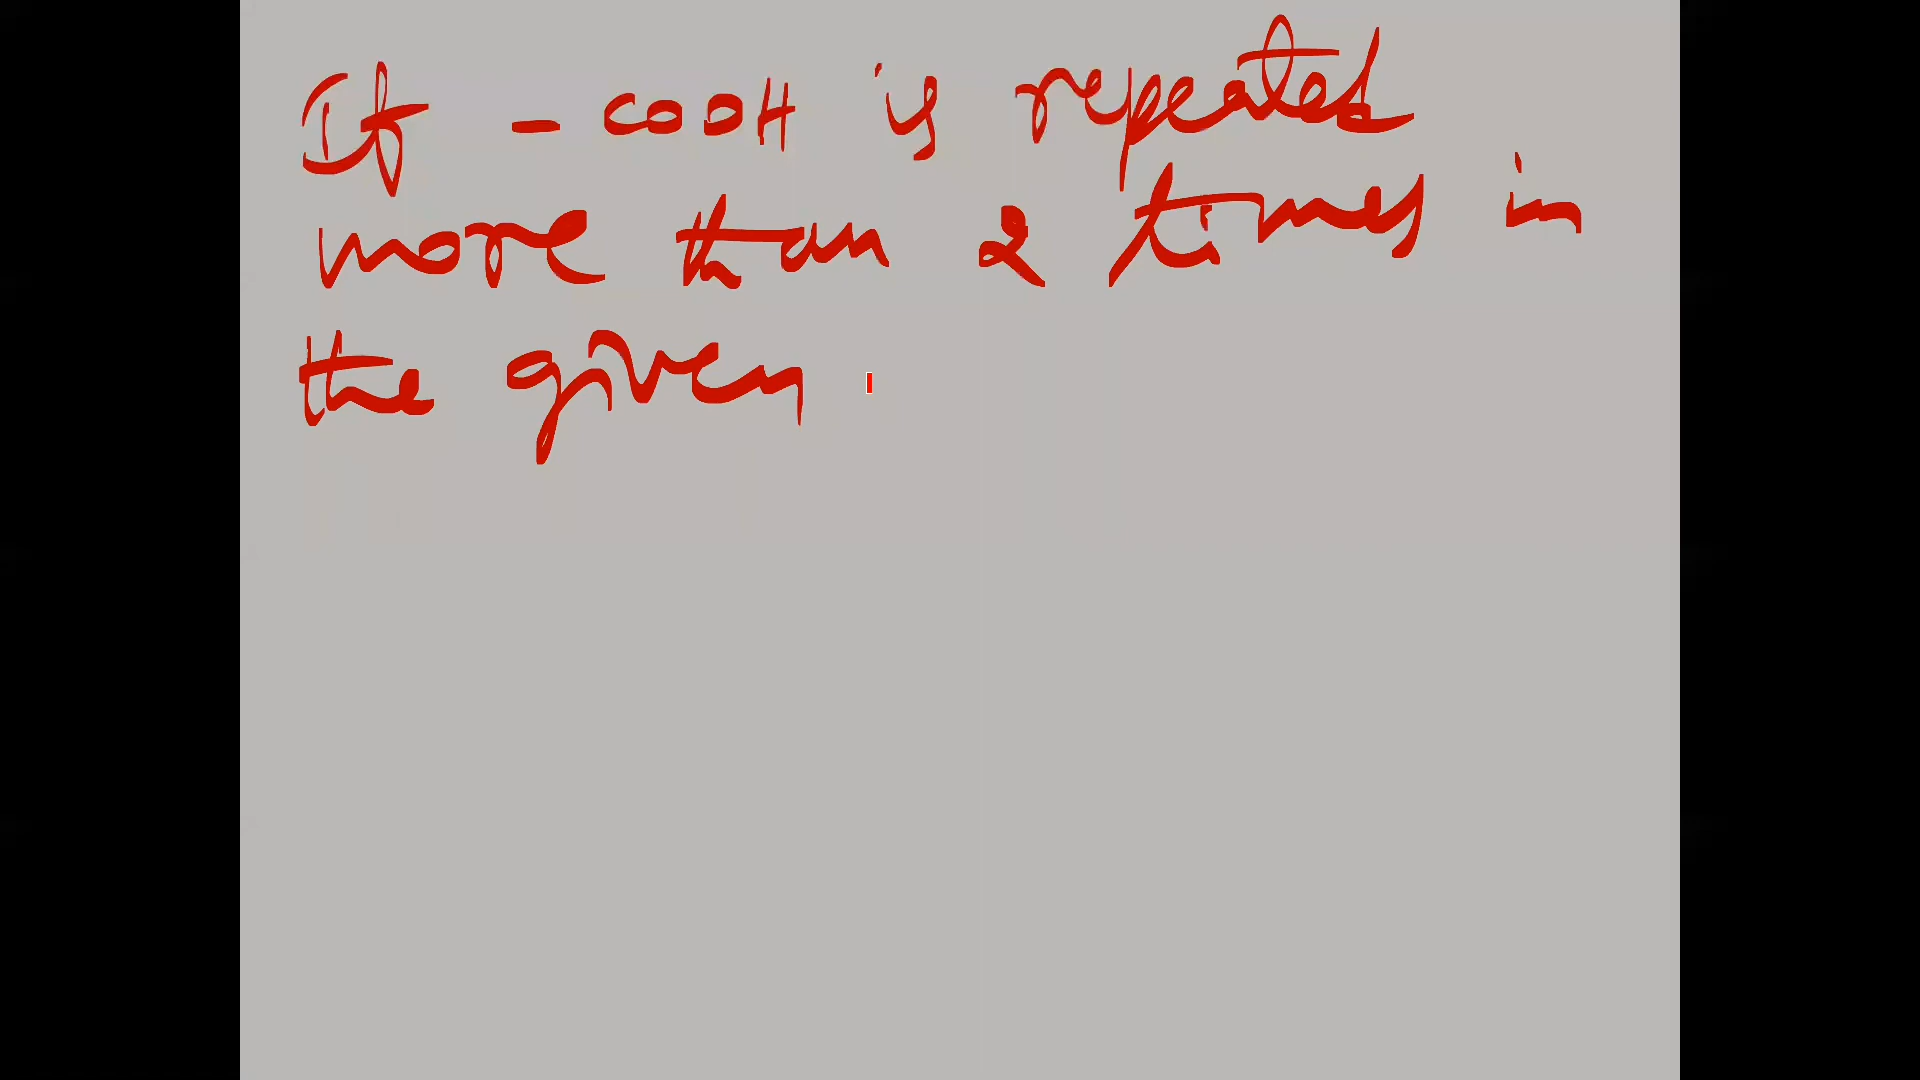 If - COOH is repeated
more than 2 times in
the given